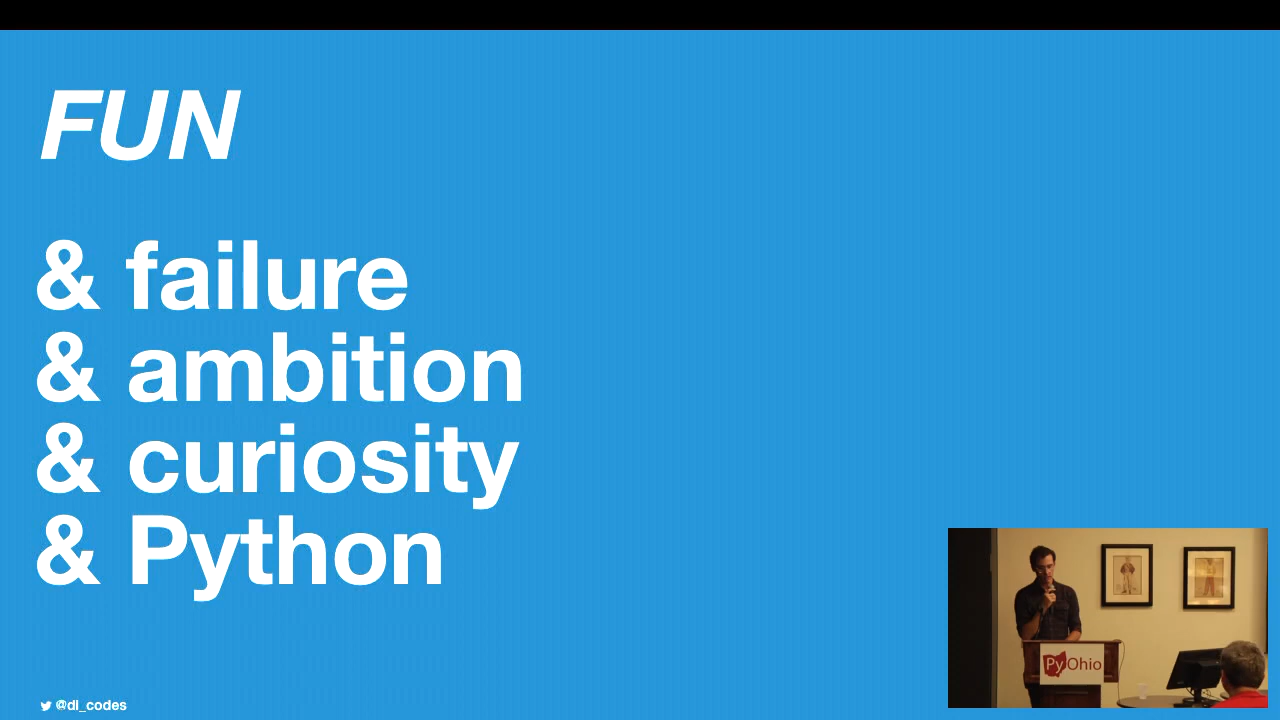 FUN
& failure
& ambition
& curiosity
& Python
@di_codes
PyOhio